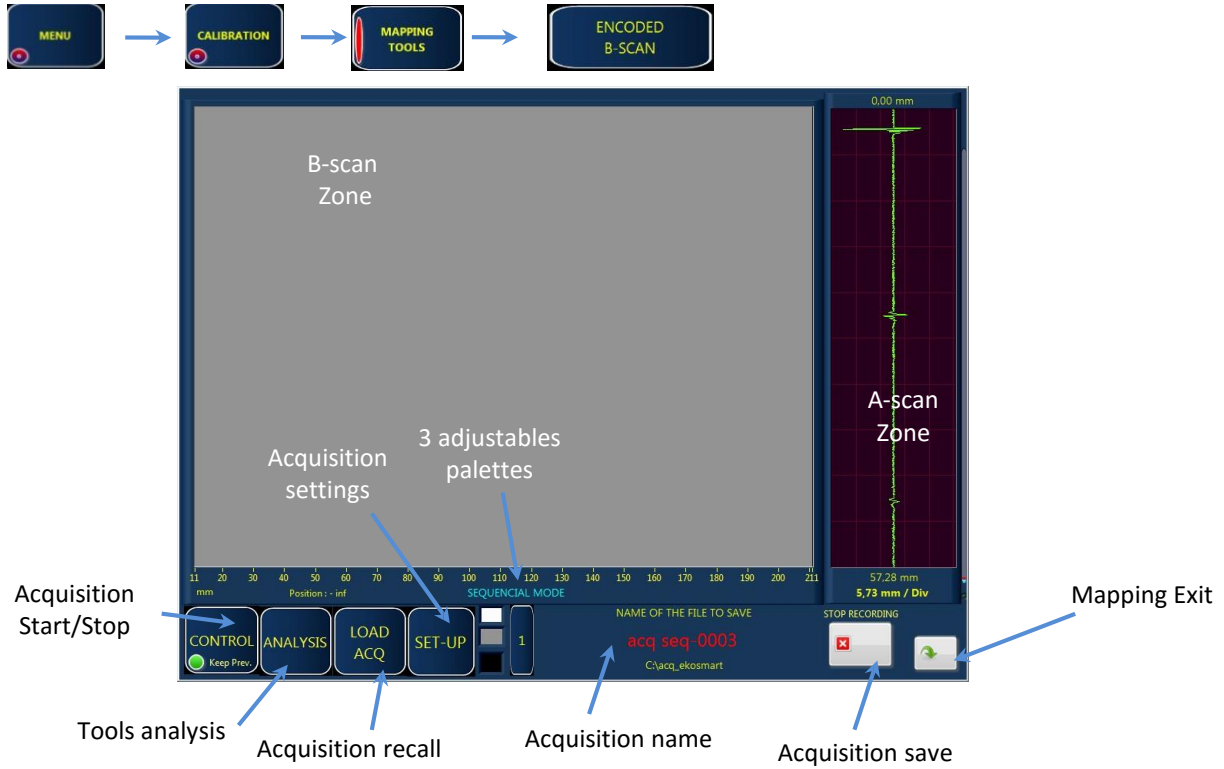 MENU
CALIBRATION
MAPPING
TOOLS
ENCODED
B-SCAN
0,00 mm
B-scan
Zone
A-scan
Zone
3 adjustables
palettes
Acquisition
settings
11 20 30 40 50 60 70 80 90 100 110 120 130 140 150 160 170 180 190 200 211
mm
Position : - inf
SEQUENCIAL MODE
57,28 mm
5,73 mm / Div
Acquisition
Start/Stop
Mapping Exit
CONTROL
Keep Prev.
ANALYSIS
LOAD
ACQ
SET-UP
1
NAME OF THE FILE TO SAVE
acq seq-0003
C:\acq_ekosmart
STOP RECORDING
Tools analysis
Acquisition recall
Acquisition name
Acquisition save